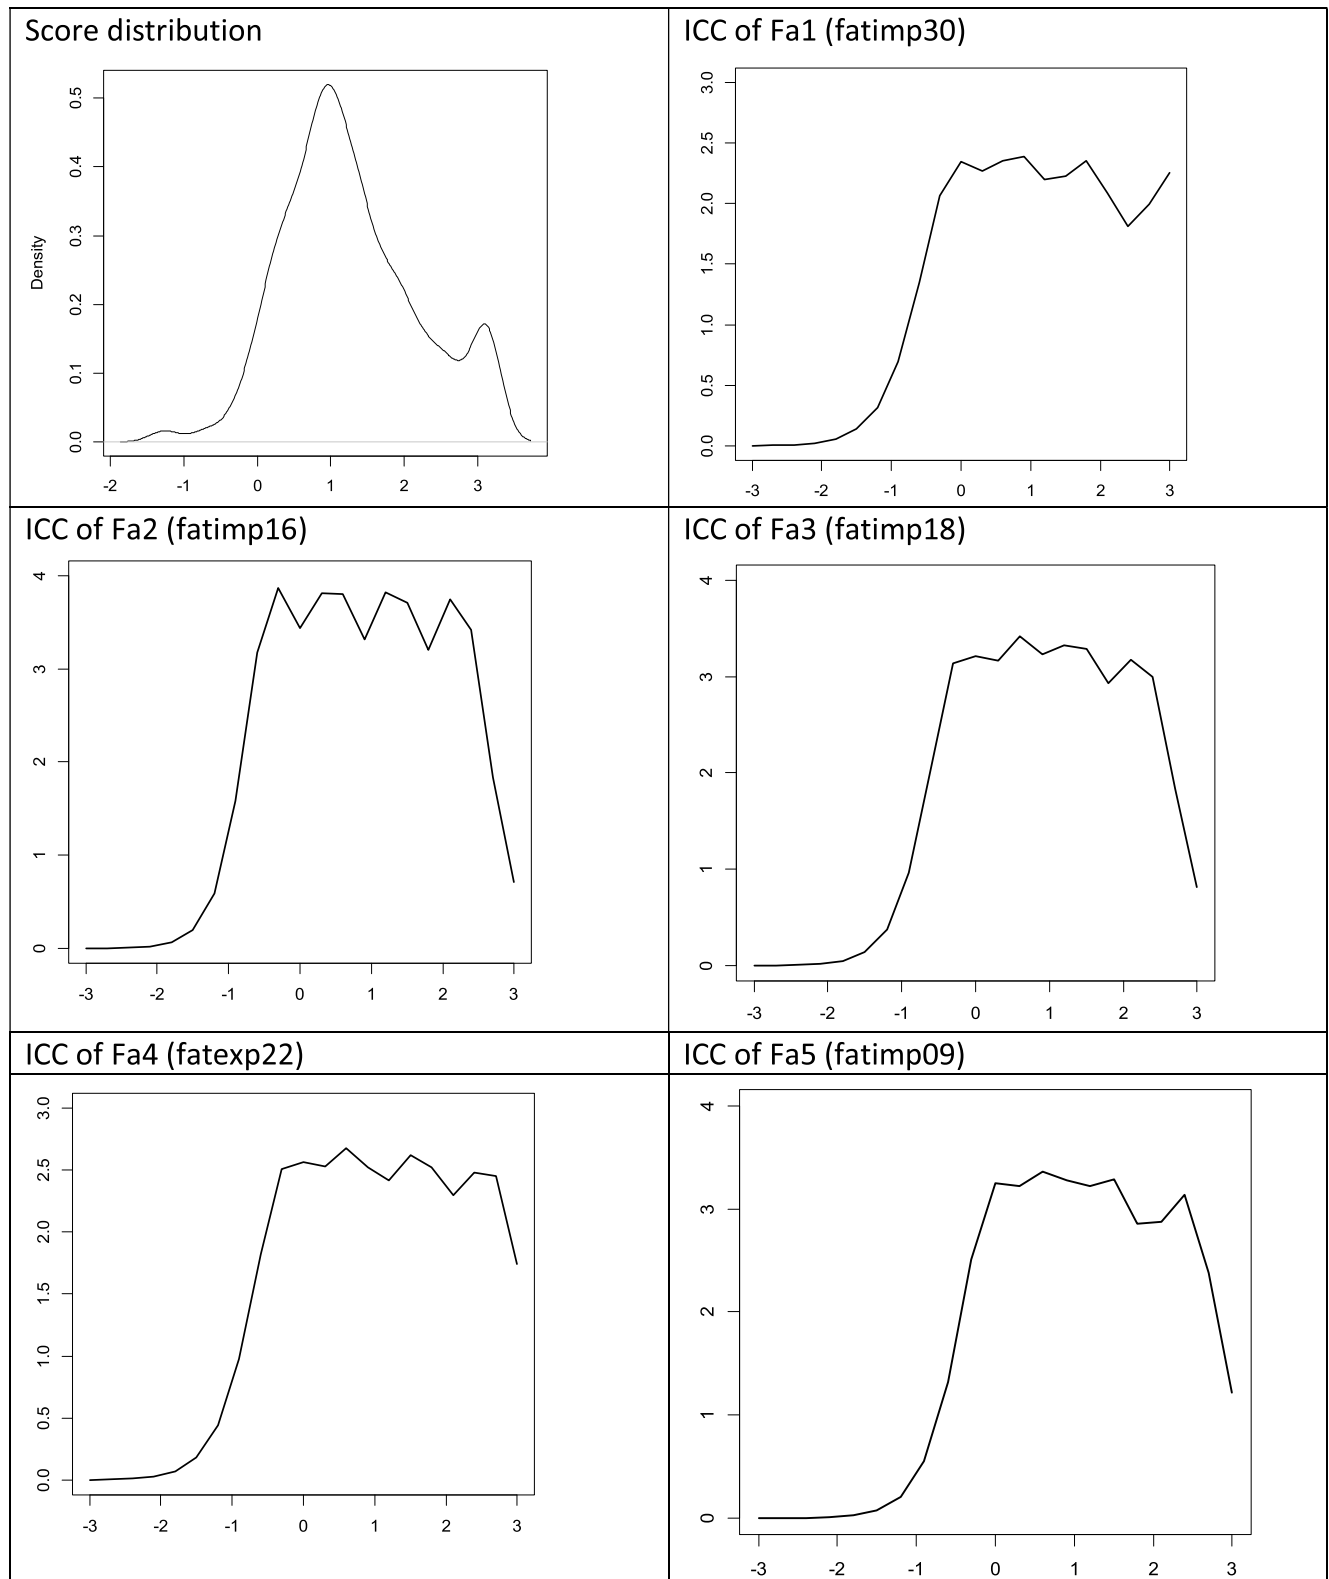 Score distribution
Density
0.0 0.1 0.2 0.3 0.4 0.5
-2 -1 0 1 2 3
ICC of Fa1 (fatimp30)
0.0 0.5 1.0 1.5 2.0 2.5 3.0
-3 -2 -1 0 1 2 3
ICC of Fa2 (fatimp16)
0 1 2 3 4
-3 -2 -1 0 1 2 3
ICC of Fa3 (fatimp18)
0 1 2 3 4
-3 -2 -1 0 1 2 3
ICC of Fa4 (fatexp22)
0.0 0.5 1.0 1.5 2.0 2.5 3.0
-3 -2 -1 0 1 2 3
ICC of Fa5 (fatimp09)
0 1 2 3 4
-3 -2 -1 0 1 2 3